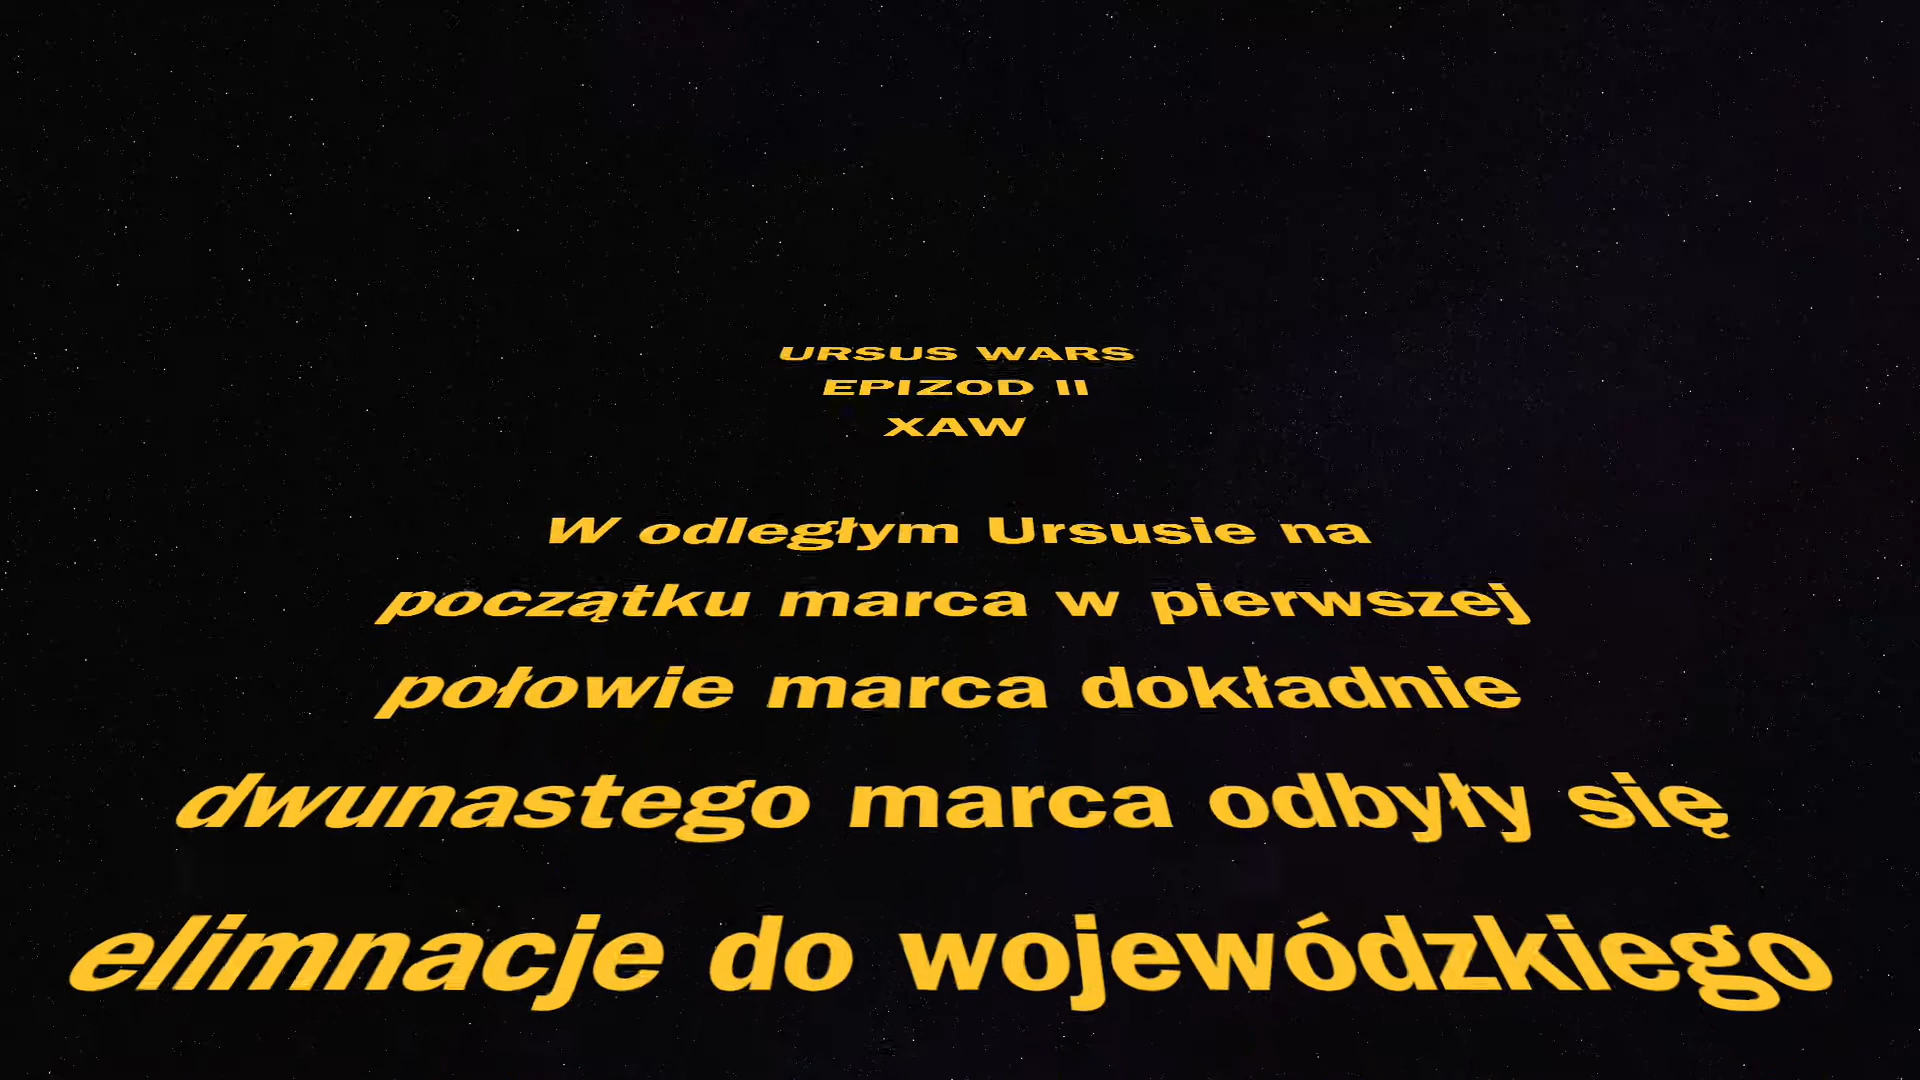 URSUS WARS
EPIZOD II
XAW
W odległym Ursusie na
początku marca w pierwszej
połowie marca dokładnie
dwunastego marca odbyły się
elimnacje do wojewódzkiego